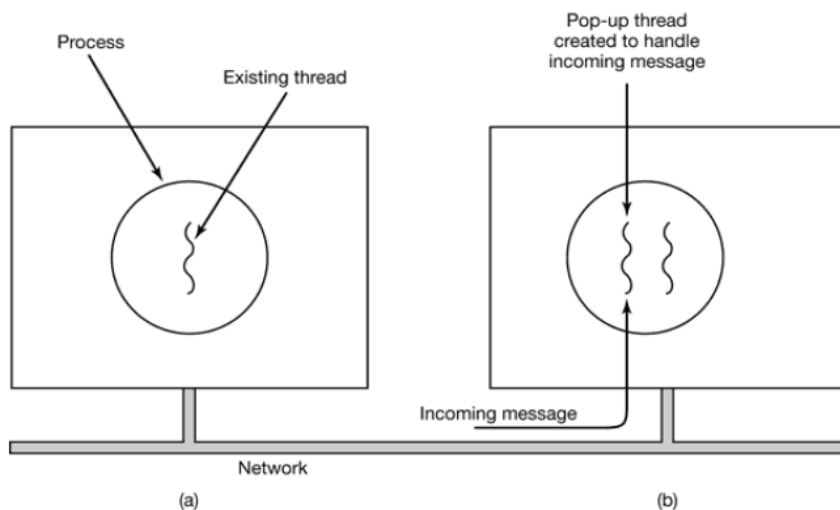 Process
Existing thread
Pop-up thread
created to handle
incoming message
Incoming message
Network
(a)
(b)